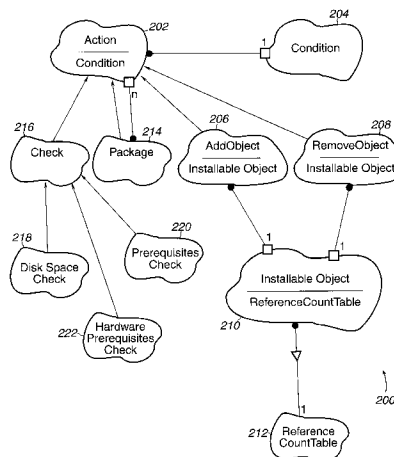 202
Action
Condition
1
204
Condition
n
206
AddObject
Installable Object
208
RemoveObject
Installable Object
216
Check
214
Package
220
Prerequisites
Check
218
Disk Space
Check
222
Hardware
Prerequisites
Check
1
1
Installable Object
ReferenceCountTable
210
200
1
212
Reference
CountTable